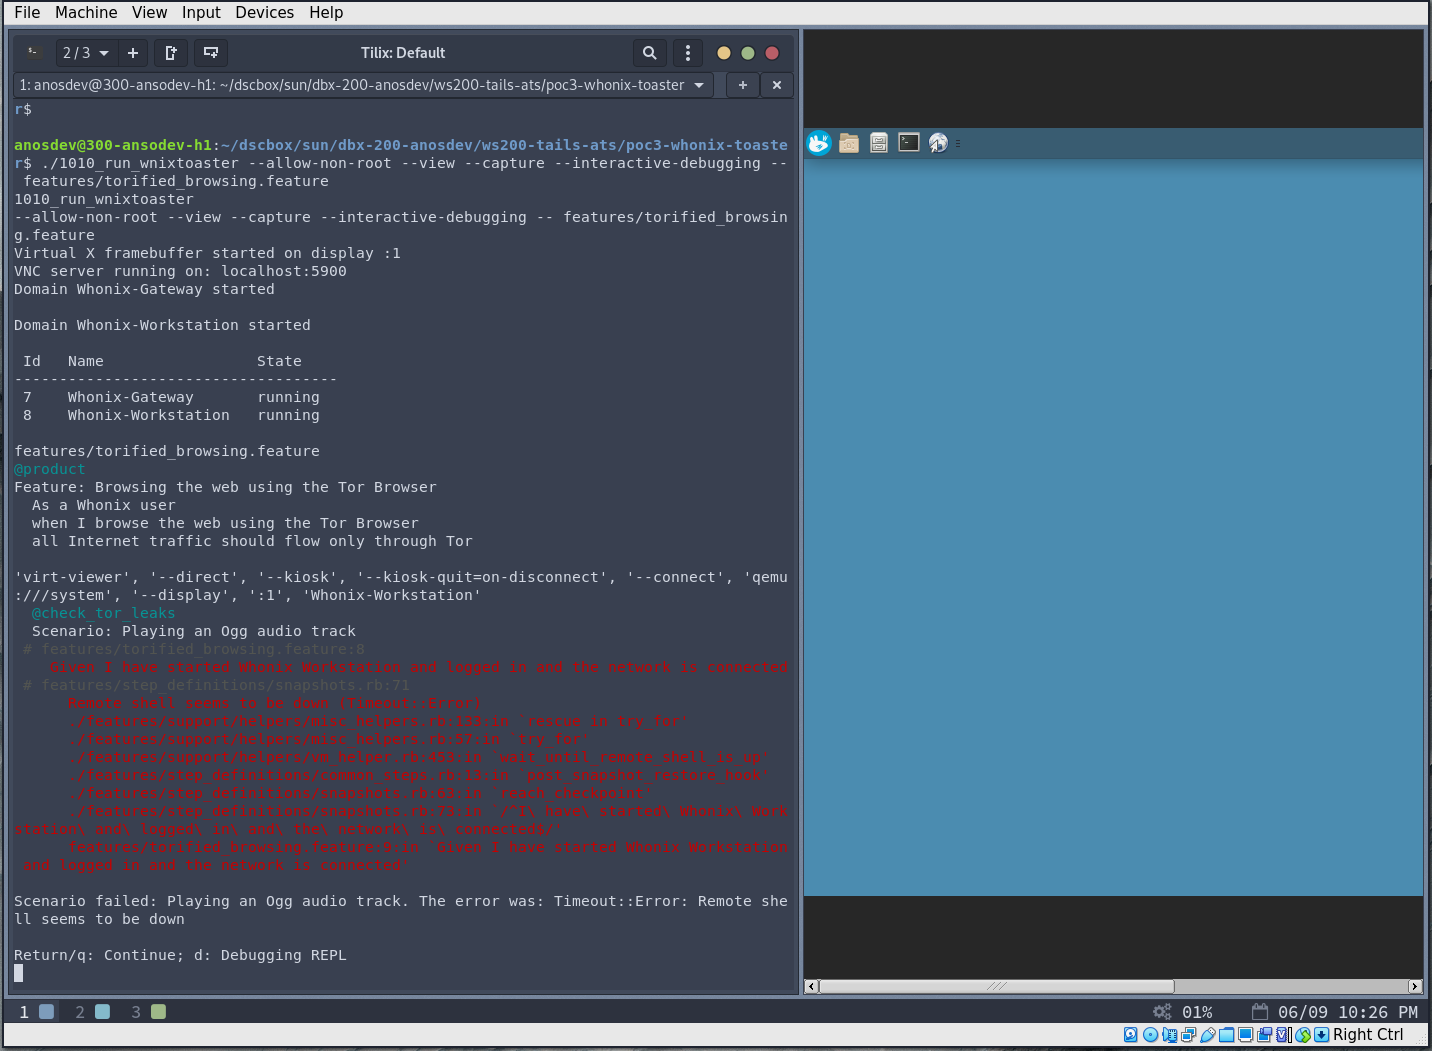 File Machine View Input Devices Help
2 / 3
Tilix: Default
1: anosdev@300-ansodev-h1: ~/dscbox/sun/dbx-200-anosdev/ws200-tails-ats/poc3-whonix-toaster
r$
anosdev@300-ansodev-h1:~/dscbox/sun/dbx-200-anosdev/ws200-tails-ats/poc3-whonix-toaste
r$ ./1010_run_wnixtoaster --allow-non-root --view --capture --interactive-debugging --
features/torified_browsing.feature
1010_run_wnixtoaster
--allow-non-root --view --capture --interactive-debugging -- features/torified_browsin
g.feature
Virtual X framebuffer started on display :1
VNC server running on: localhost:5900
Domain Whonix-Gateway started
Domain Whonix-Workstation started
Id Name State
-------------------------------------
7 Whonix-Gateway running
8 Whonix-Workstation running
features/torified_browsing.feature
@product
Feature: Browsing the web using the Tor Browser
As a Whonix user
when I browse the web using the Tor Browser
all Internet traffic should flow only through Tor
'virt-viewer', '--direct', '--kiosk', '--kiosk-quit=on-disconnect', '--connect', 'qemu
:///system', '--display', ':1', 'Whonix-Workstation'
@check_tor_leaks
Scenario: Playing an Ogg audio track
# features/torified_browsing.feature:8
Given I have started Whonix Workstation and logged in and the network is connected
# features/step_definitions/snapshots.rb:71
Remote shell seems to be down (Timeout::Error)
./features/support/helpers/misc_helpers.rb:133:in `rescue in try_for'
./features/support/helpers/misc_helpers.rb:57:in `try_for'
./features/support/helpers/vm_helper.rb:453:in `wait_until_remote_shell_is_up'
./features/step_definitions/common_steps.rb:13:in `post_snapshot_restore_hook'
./features/step_definitions/snapshots.rb:63:in `reach_checkpoint'
./features/step_definitions/snapshots.rb:73:in `/^I\ have\ started\ Whonix\ Work
station\ and\ logged\ in\ and\ the\ network\ is\ connected$/'
features/torified_browsing.feature:9:in `Given I have started Whonix Workstation
and logged in and the network is connected'
Scenario failed: Playing an Ogg audio track. The error was: Timeout::Error: Remote she
ll seems to be down
Return/q: Continue; d: Debugging REPL
1 2 3
01% 06/09 10:26 PM
Right Ctrl